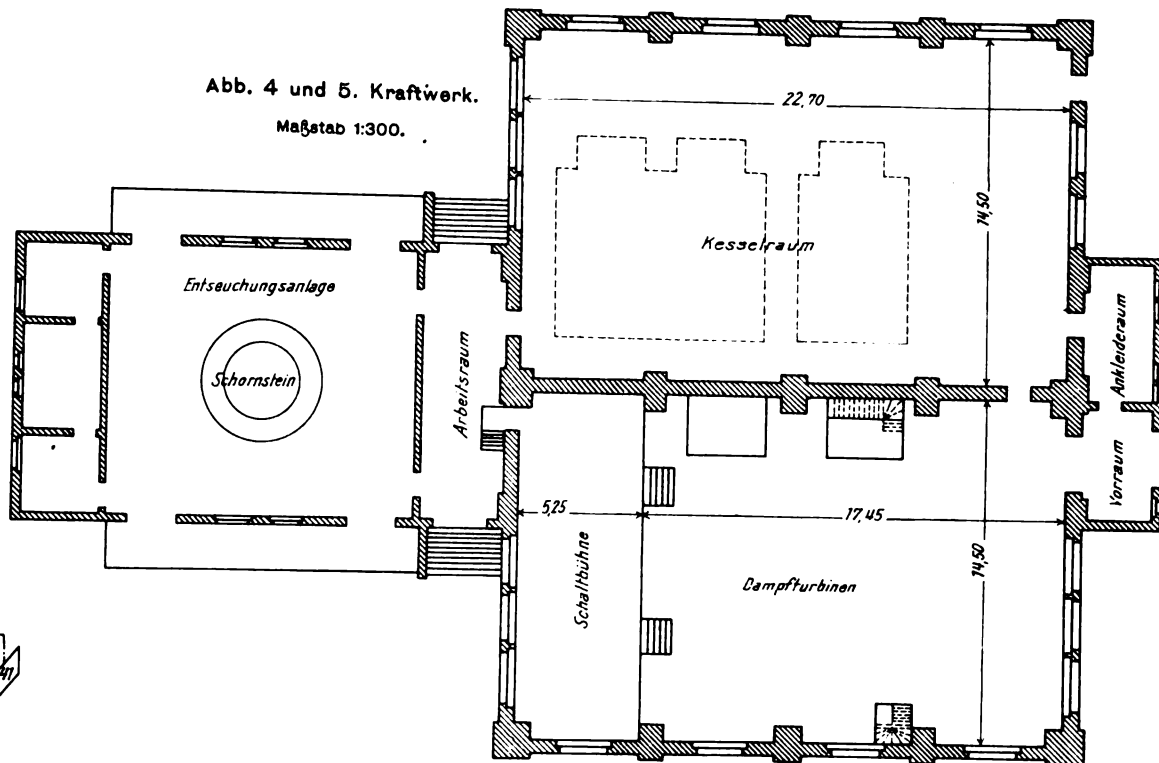 Abb. 4 und 5. Kraftwerk.
Maßstab 1:300.
22,70
14,50
Kesselraum
Entseuchungsanlage
Schornstein
Arbeitsraum
Ankleideraum
Vorraum
5,25
17,45
14,50
Schaltbühne
Dampfturbinen